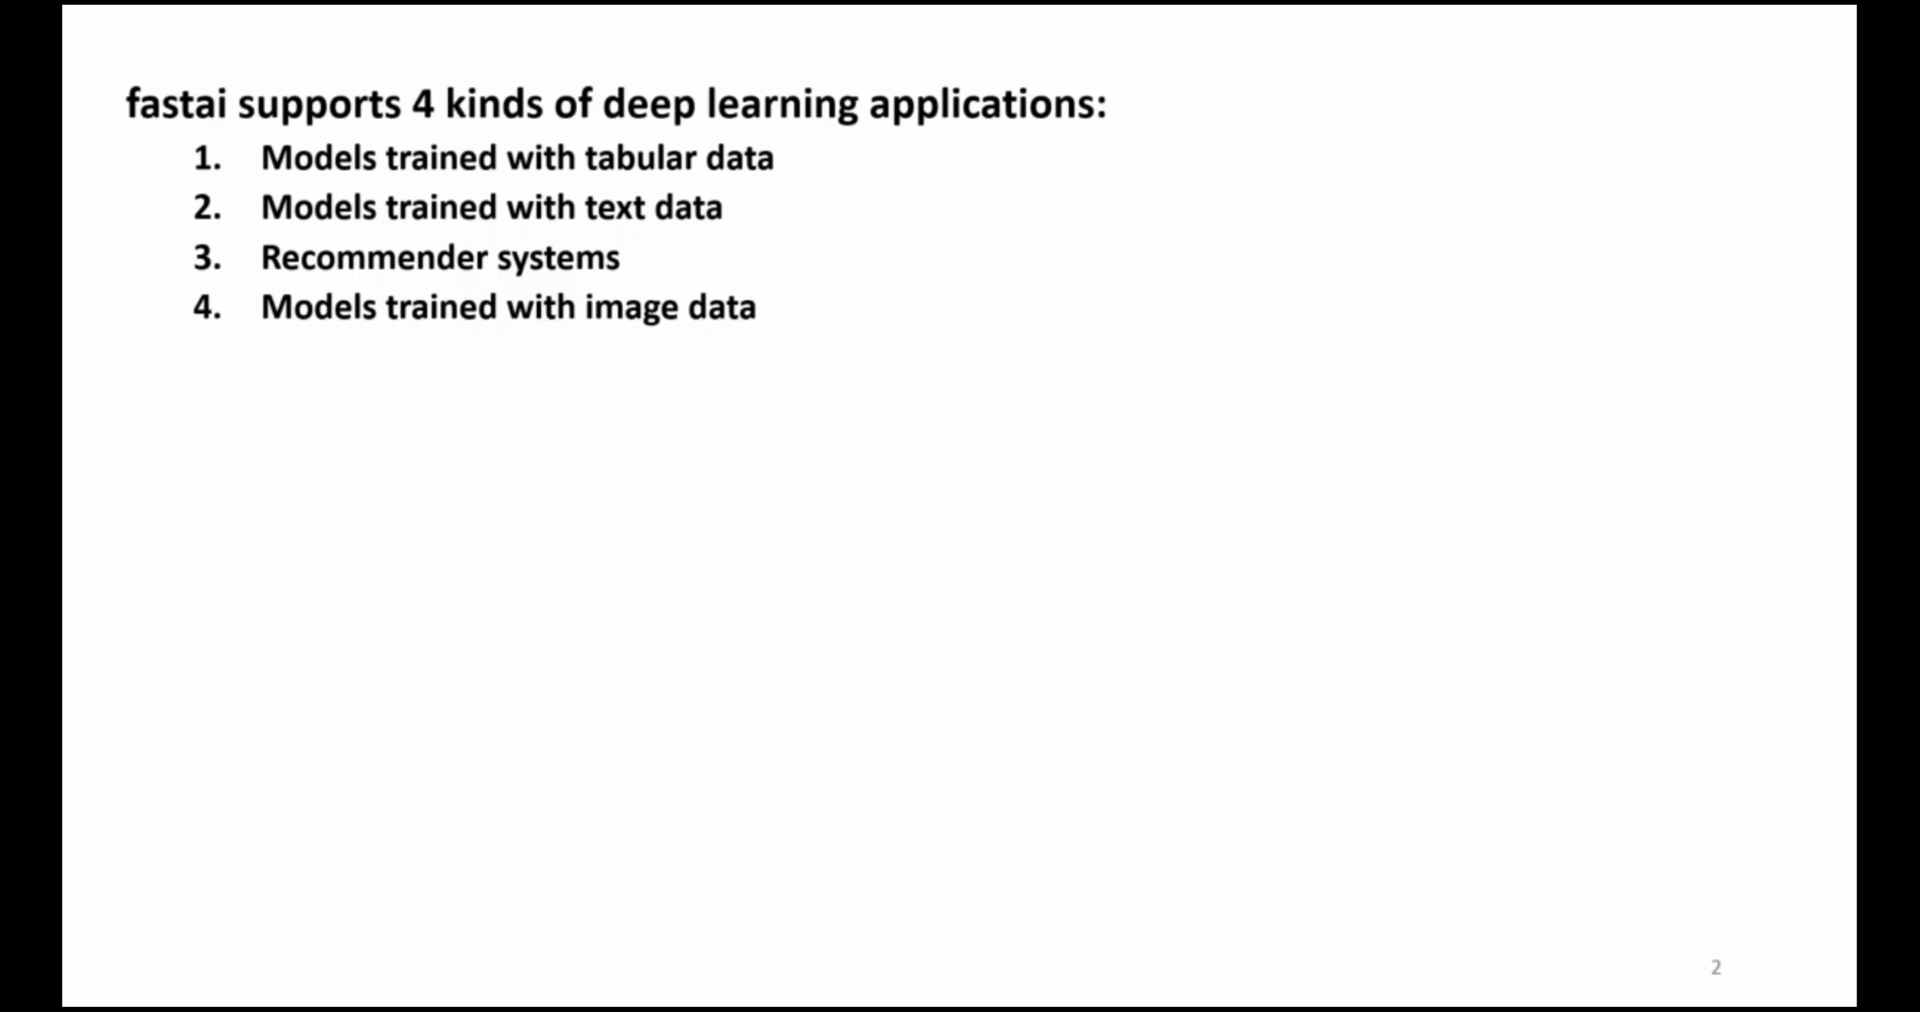 fastai supports 4 kinds of deep learning applications:
1. Models trained with tabular data
2. Models trained with text data
3. Recommender systems
4. Models trained with image data
2